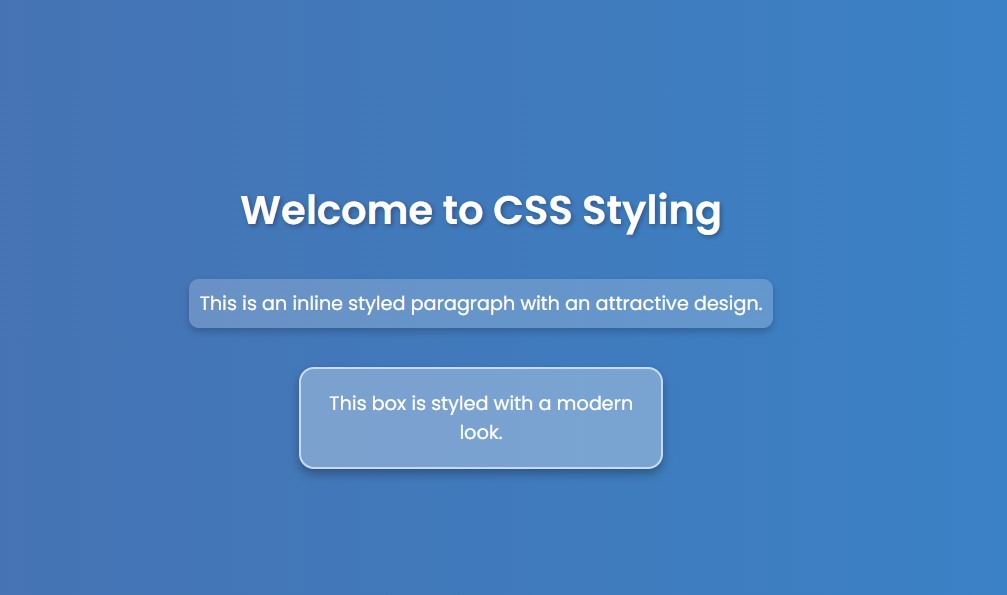 Welcome to CSS Styling
This is an inline styled paragraph with an attractive design.
This box is styled with a modern
look.